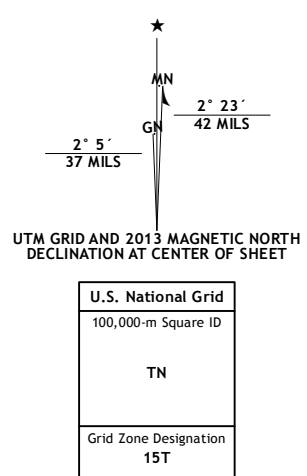 MN
2° 23´
42 MILS
GN
2° 5´
37 MILS
UTM GRID AND 2013 MAGNETIC NORTH
DECLINATION AT CENTER OF SHEET
U.S. National Grid
100,000-m Square ID
TN
Grid Zone Designation
15T